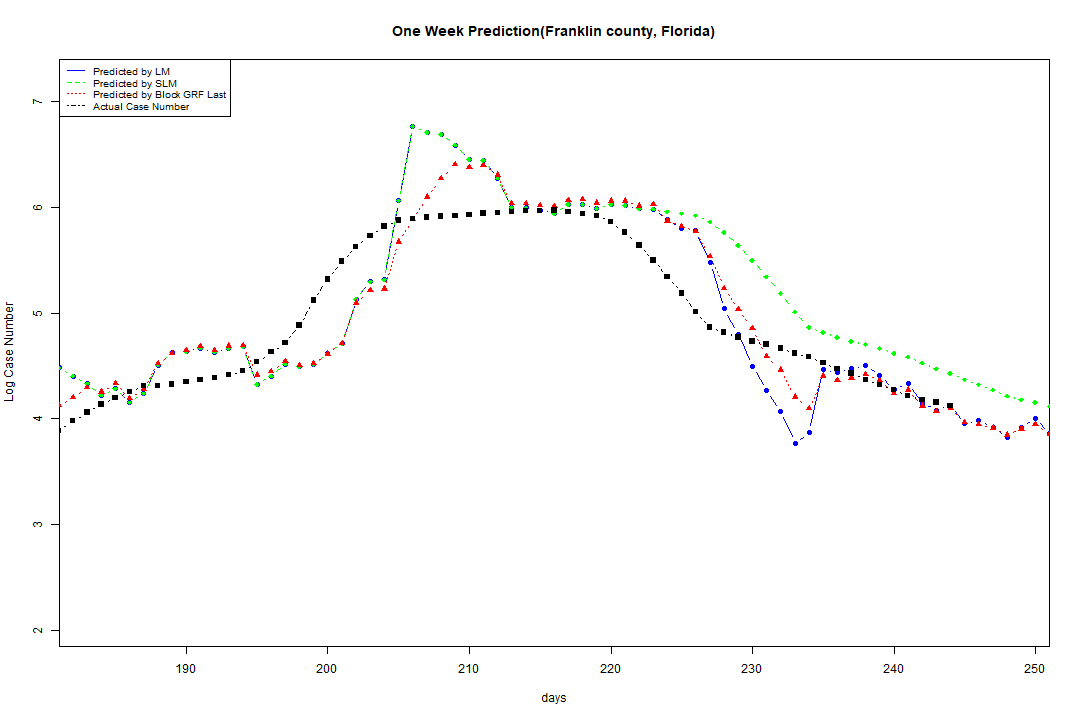 One Week Prediction(Franklin county, Florida)
Predicted by LM
Predicted by SLM
Predicted by Block GRF Last
Actual Case Number
7
6
5
4
3
2
Log Case Number
190 200 210 220 230 240 250
days